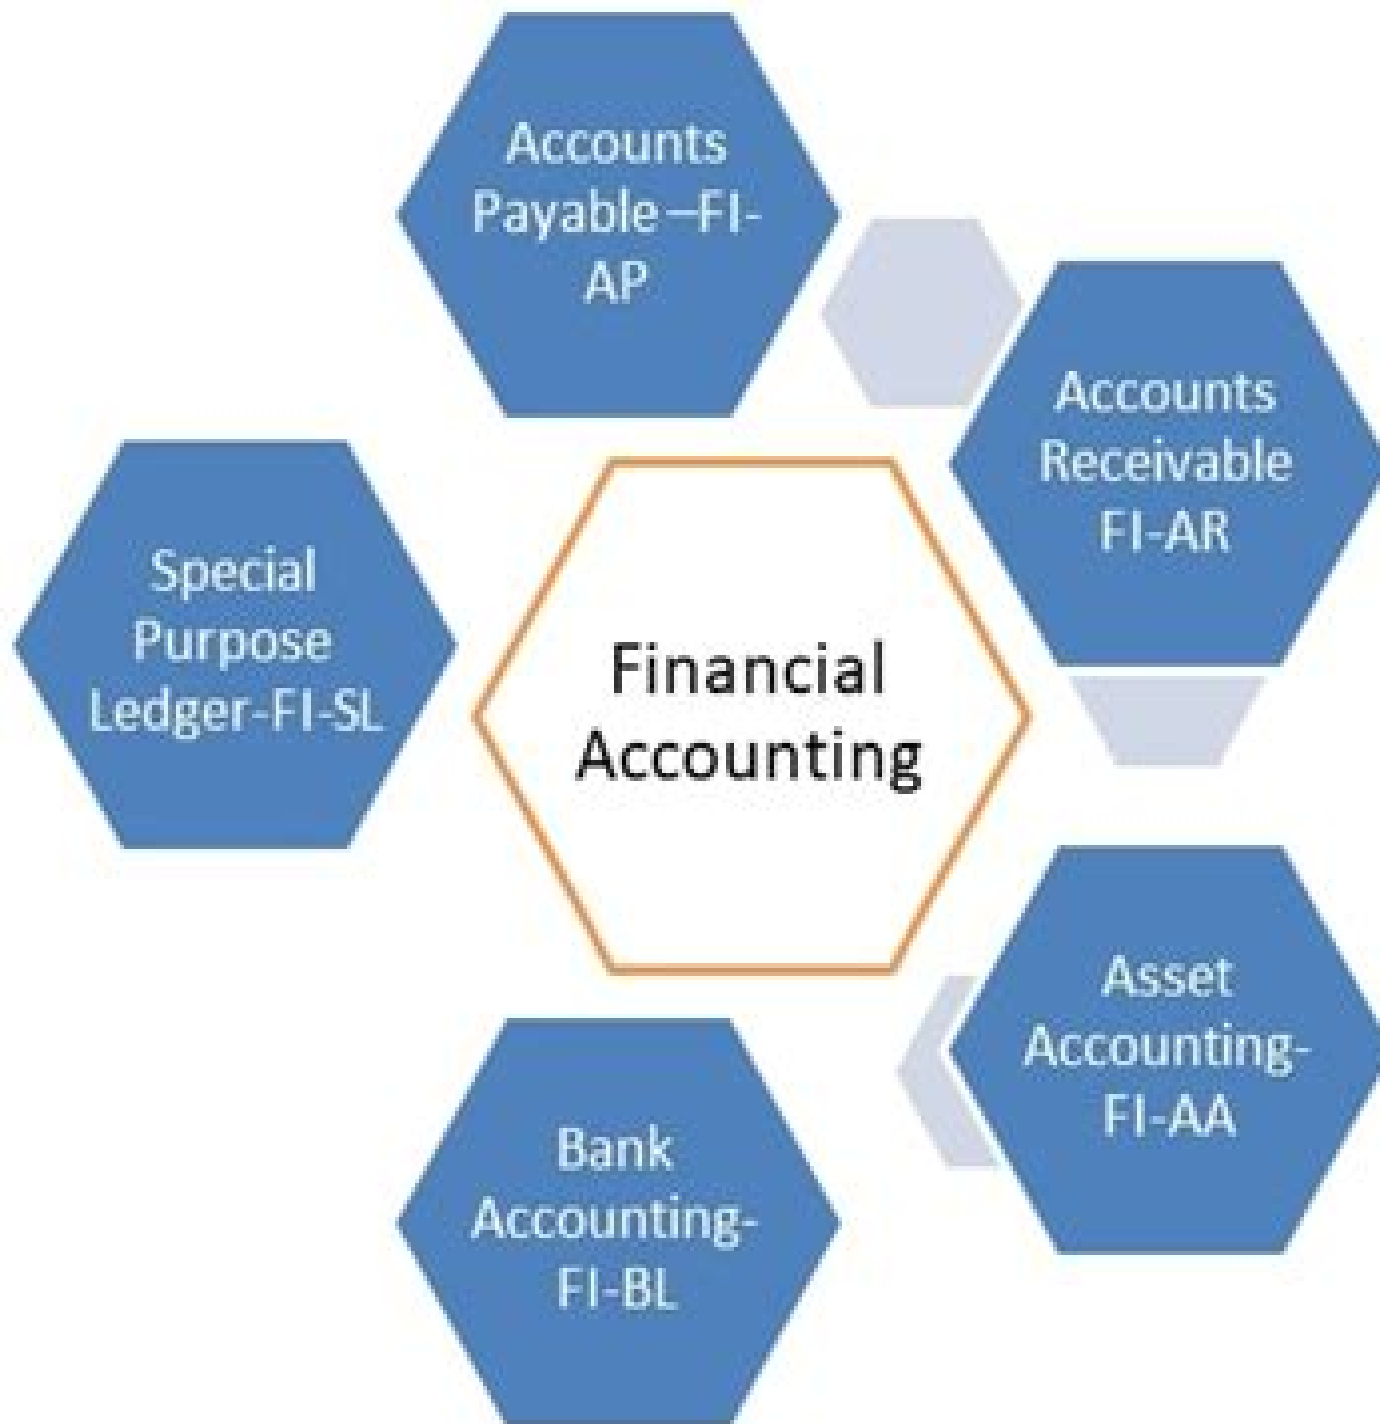 Accounts
Payable –FI-
AP
Accounts
Receivable
FI-AR
Special
Purpose
Ledger-FI-SL
Financial
Accounting
Asset
Accounting-
FI-AA
Bank
Accounting-
FI-BL